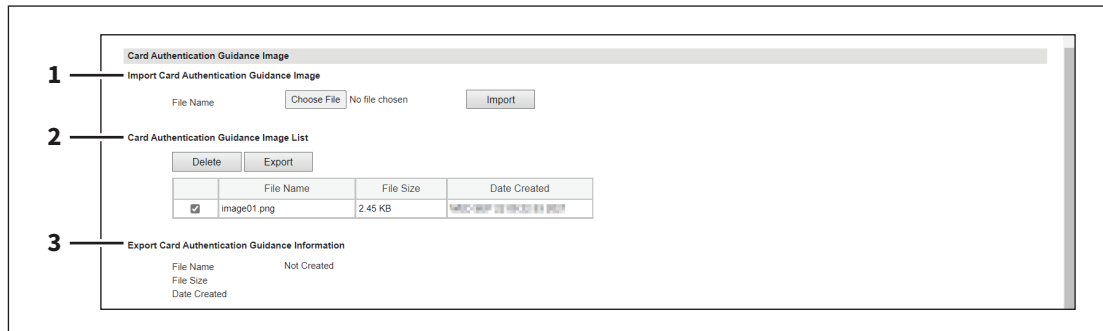 Card Authentication Guidance Image
1 Import Card Authentication Guidance Image
File Name Choose File No file chosen Import
2 Card Authentication Guidance Image List
Delete Export
File Name File Size Date Created
image01.png 2.45 KB
3 Export Card Authentication Guidance Information
File Name Not Created
File Size
Date Created